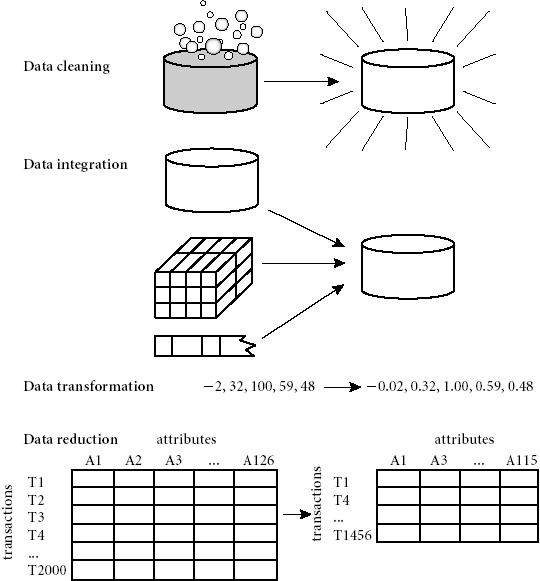 Data cleaning
Data integration
Data transformation −2, 32, 100, 59, 48 −0.02, 0.32, 1.00, 0.59, 0.48
Data reduction attributes attributes
A1 A2 A3 ... A126 A1 A3 ... A115
transactions
T1
T2
T3
T4
...
T2000
transactions
T1
T4
...
T1456